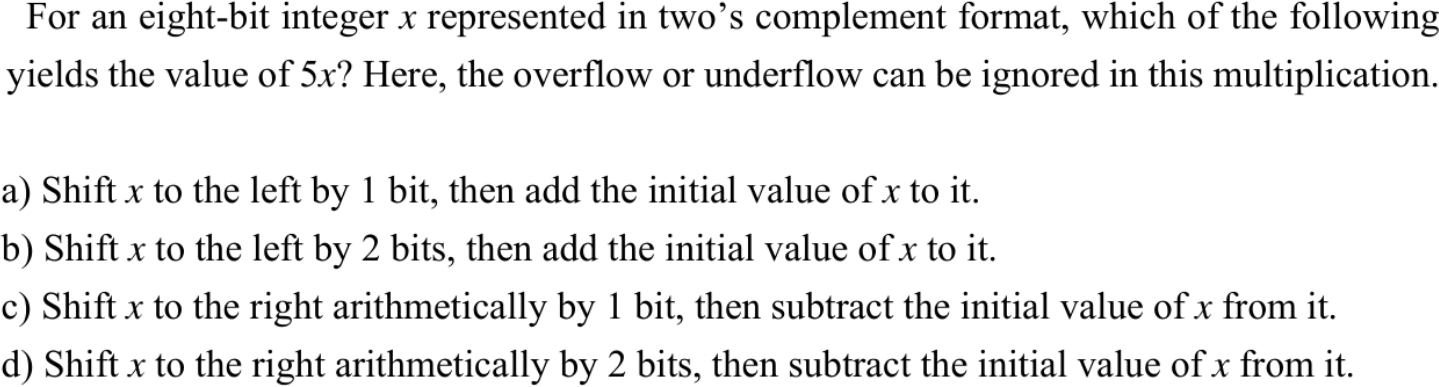 For an eight-bit integer x represented in two’s complement format, which of the following
yields the value of 5x? Here, the overflow or underflow can be ignored in this multiplication.
a) Shift x to the left by 1 bit, then add the initial value of x to it.
b) Shift x to the left by 2 bits, then add the initial value of x to it.
c) Shift x to the right arithmetically by 1 bit, then subtract the initial value of x from it.
d) Shift x to the right arithmetically by 2 bits, then subtract the initial value of x from it.